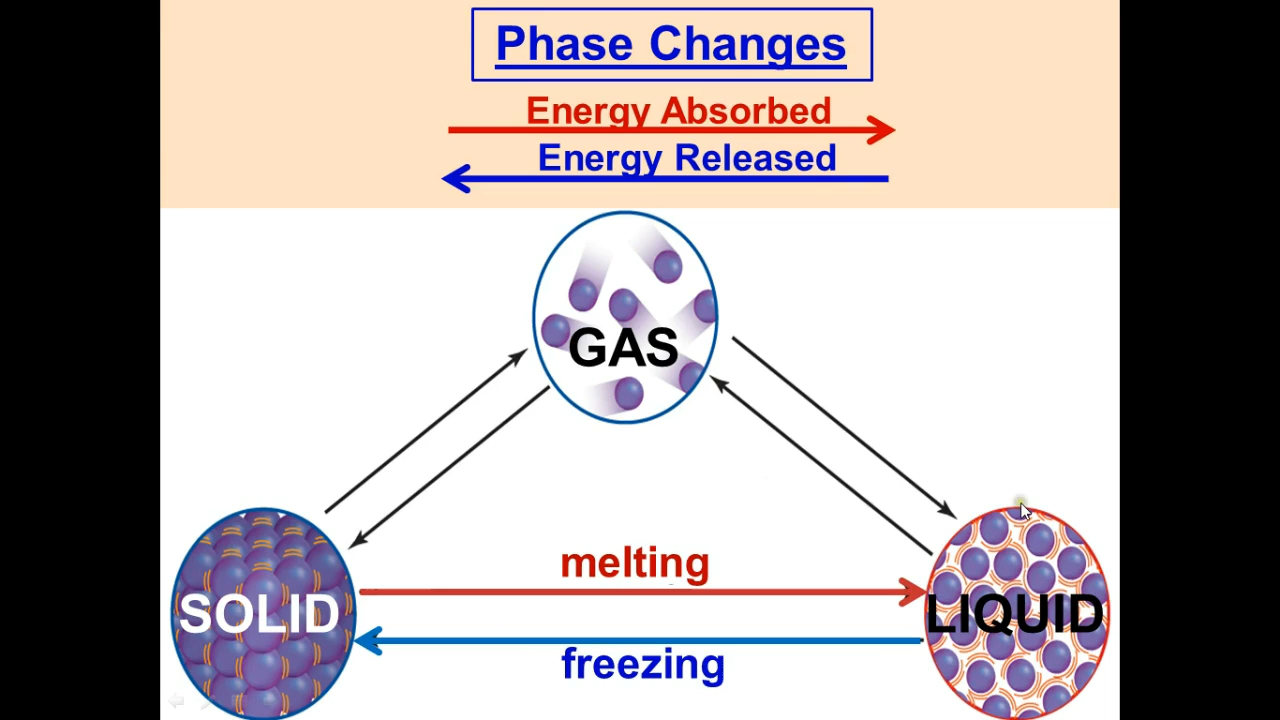 Phase Changes
Energy Absorbed
Energy Released
GAS
melting
SOLID
LIQUID
freezing